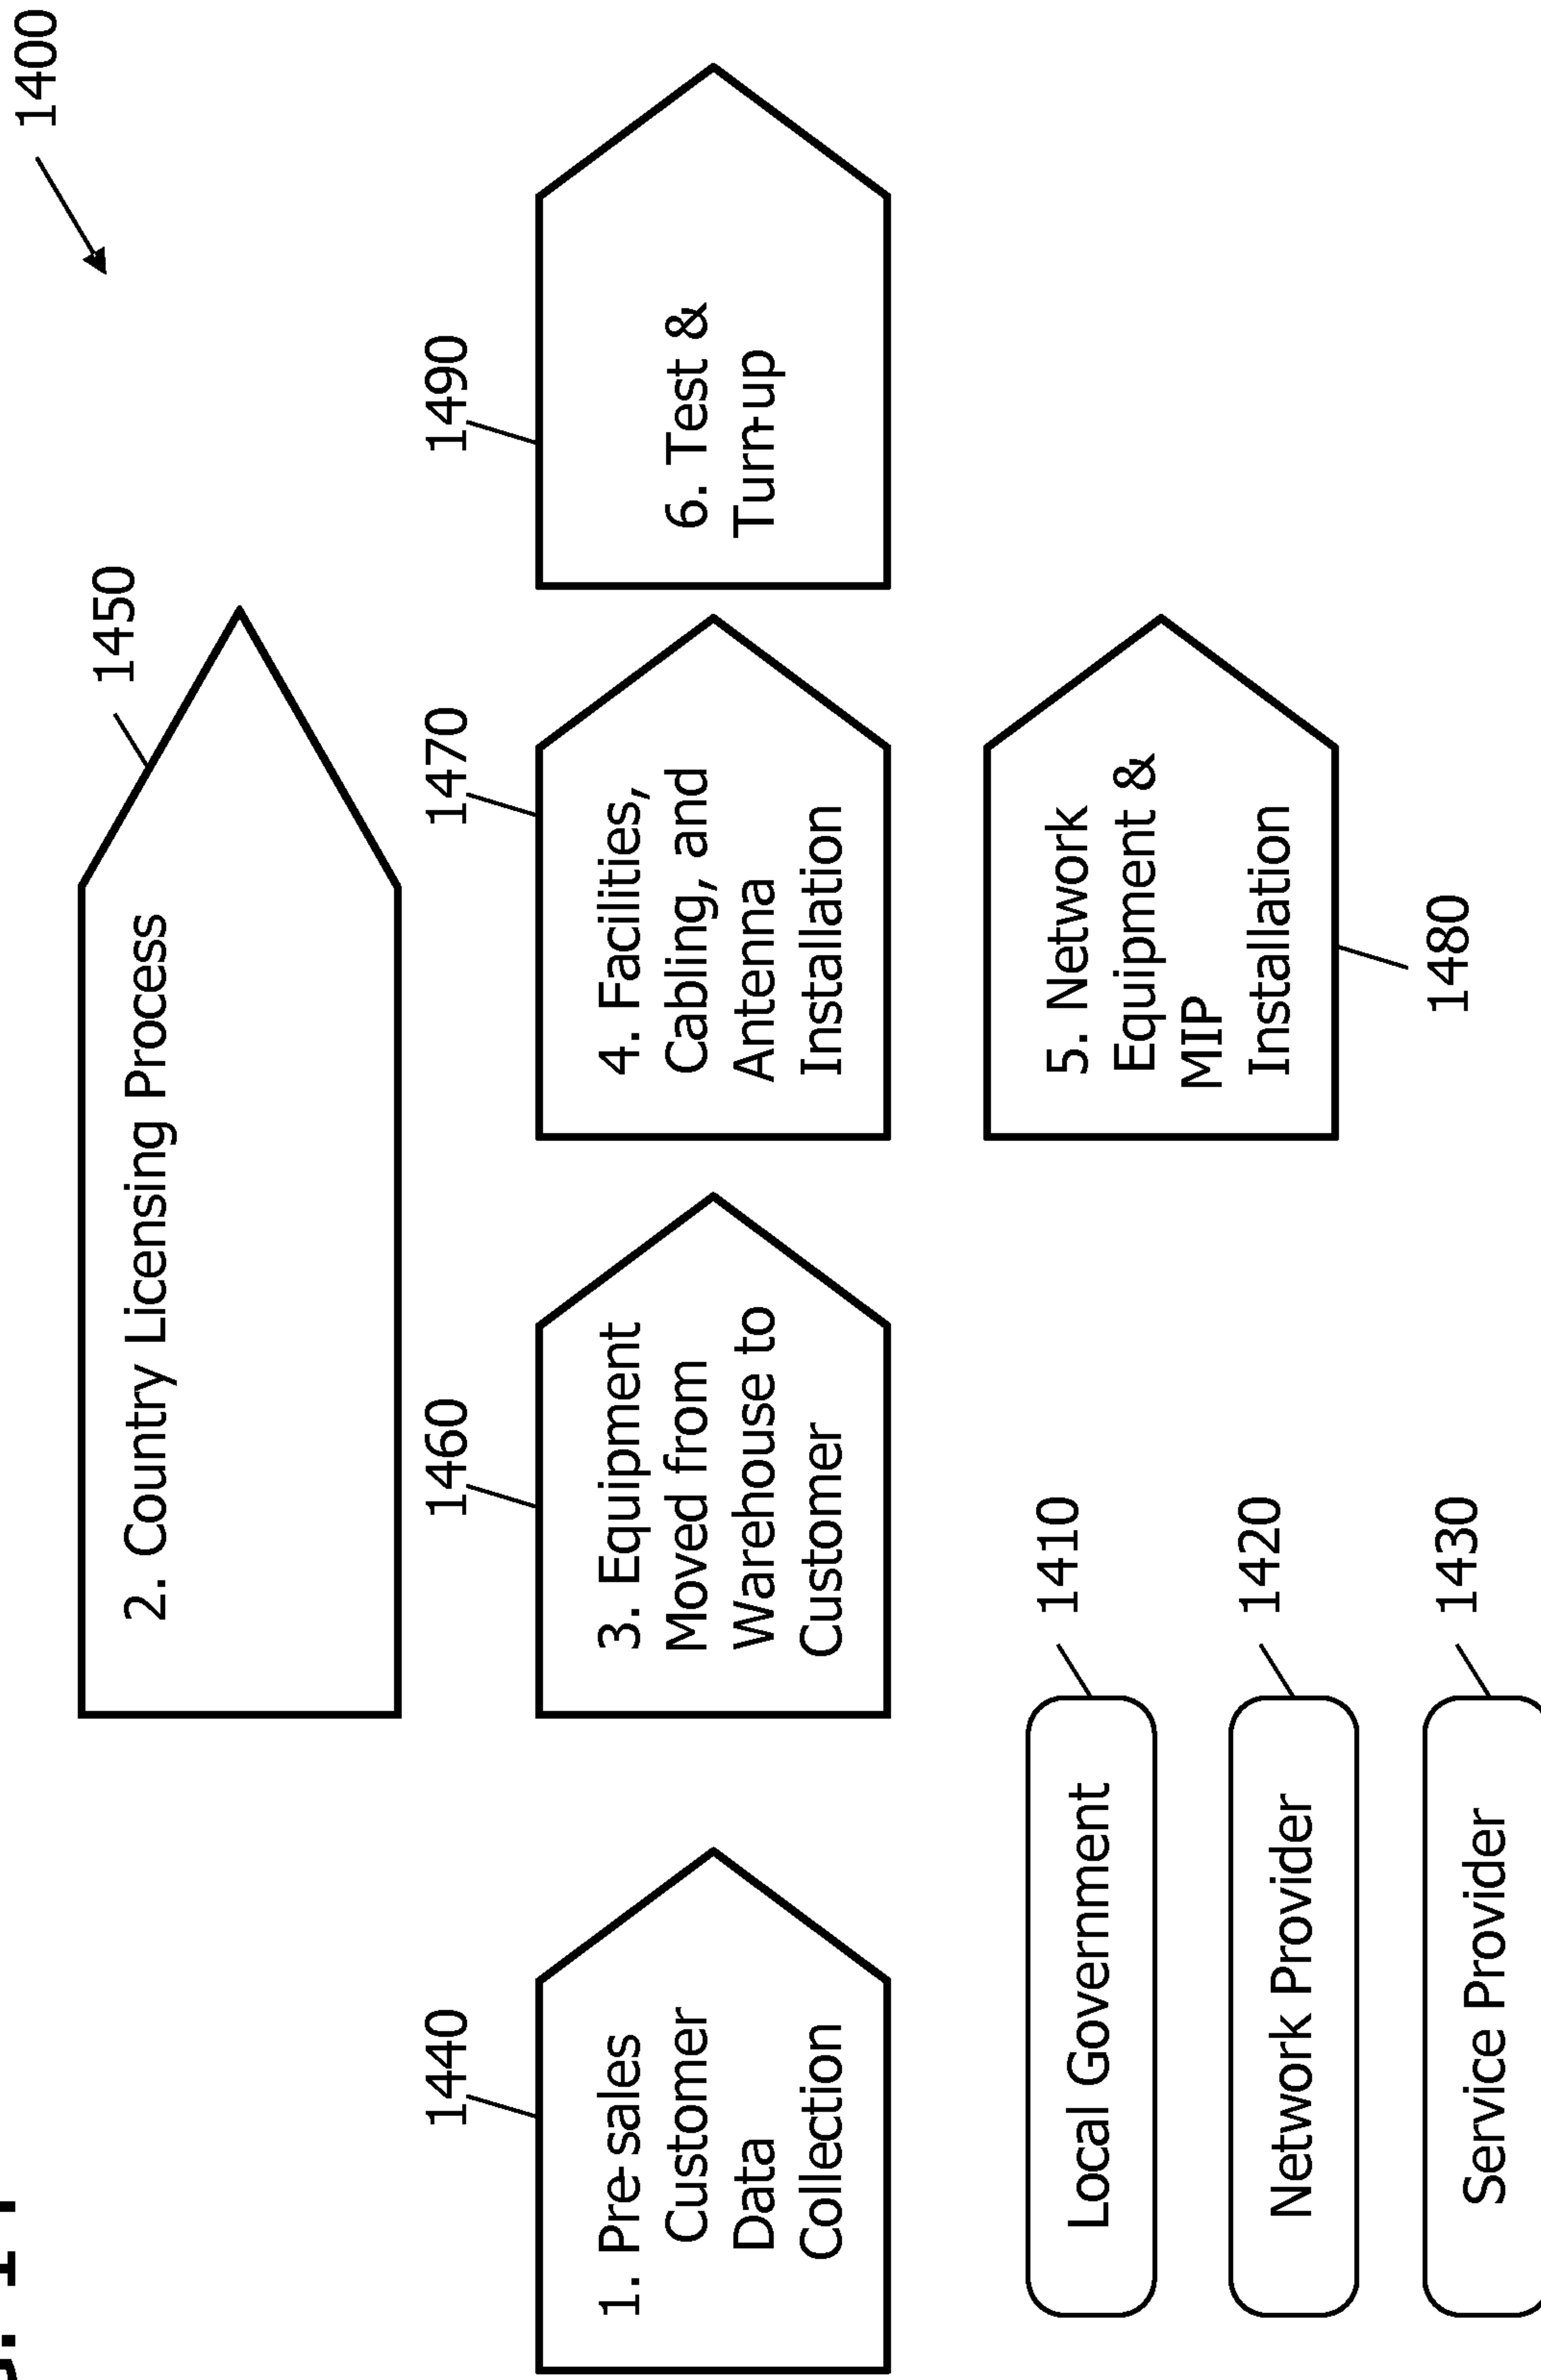 1400
1450
2. Country Licensing Process
1440
1. Pre-sales
Customer
Data
Collection
1460
3. Equipment
Moved from
Warehouse to
Customer
1470
4. Facilities,
Cabling, and
Antenna
Installation
1490
6. Test &
Turn-up
5. Network
Equipment &
MIP
Installation
1480
Local Government
1410
Network Provider
1420
Service Provider
1430